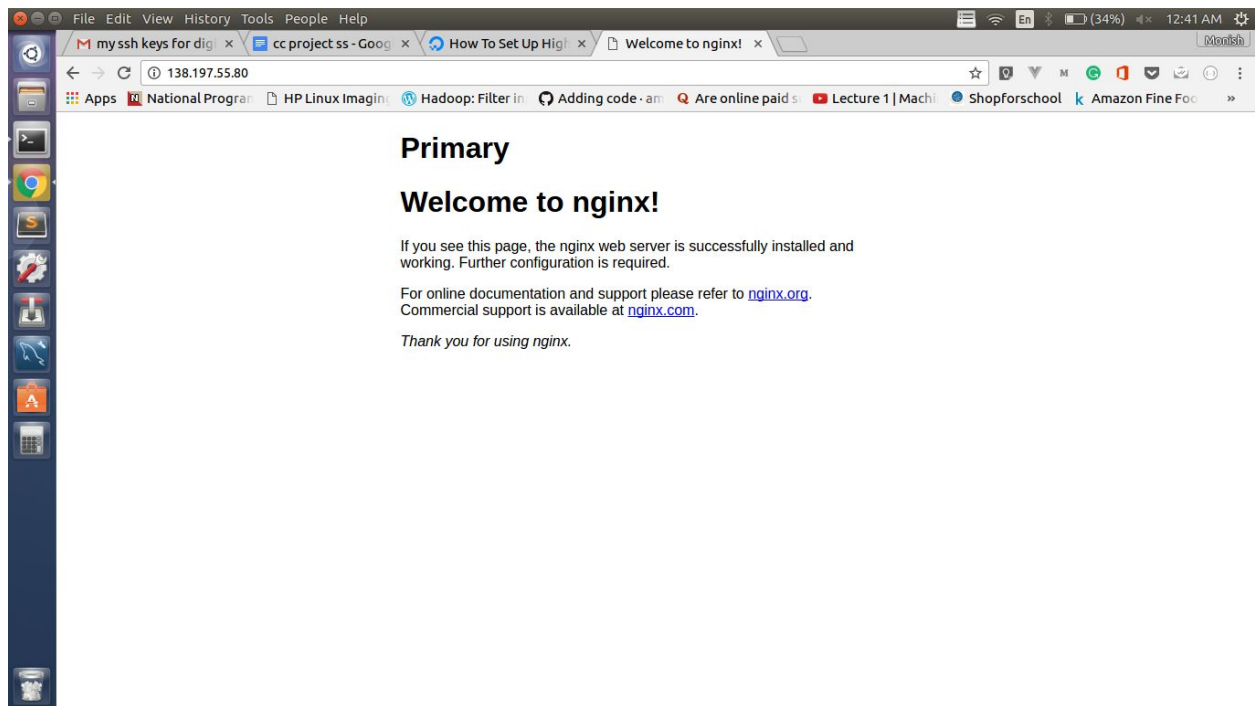 File Edit View History Tools People Help
En (34%) 12:41 AM
my ssh keys for digi
cc project ss - Goog
How To Set Up High
Welcome to nginx!
Monish
138.197.55.80
Apps National Program HP Linux Imaging Hadoop: Filter in Adding code · am Are online paid s Lecture 1 | Machi Shopforschool Amazon Fine Foo »
Primary
Welcome to nginx!
If you see this page, the nginx web server is successfully installed and
working. Further configuration is required.
For online documentation and support please refer to nginx.org.
Commercial support is available at nginx.com.
Thank you for using nginx.